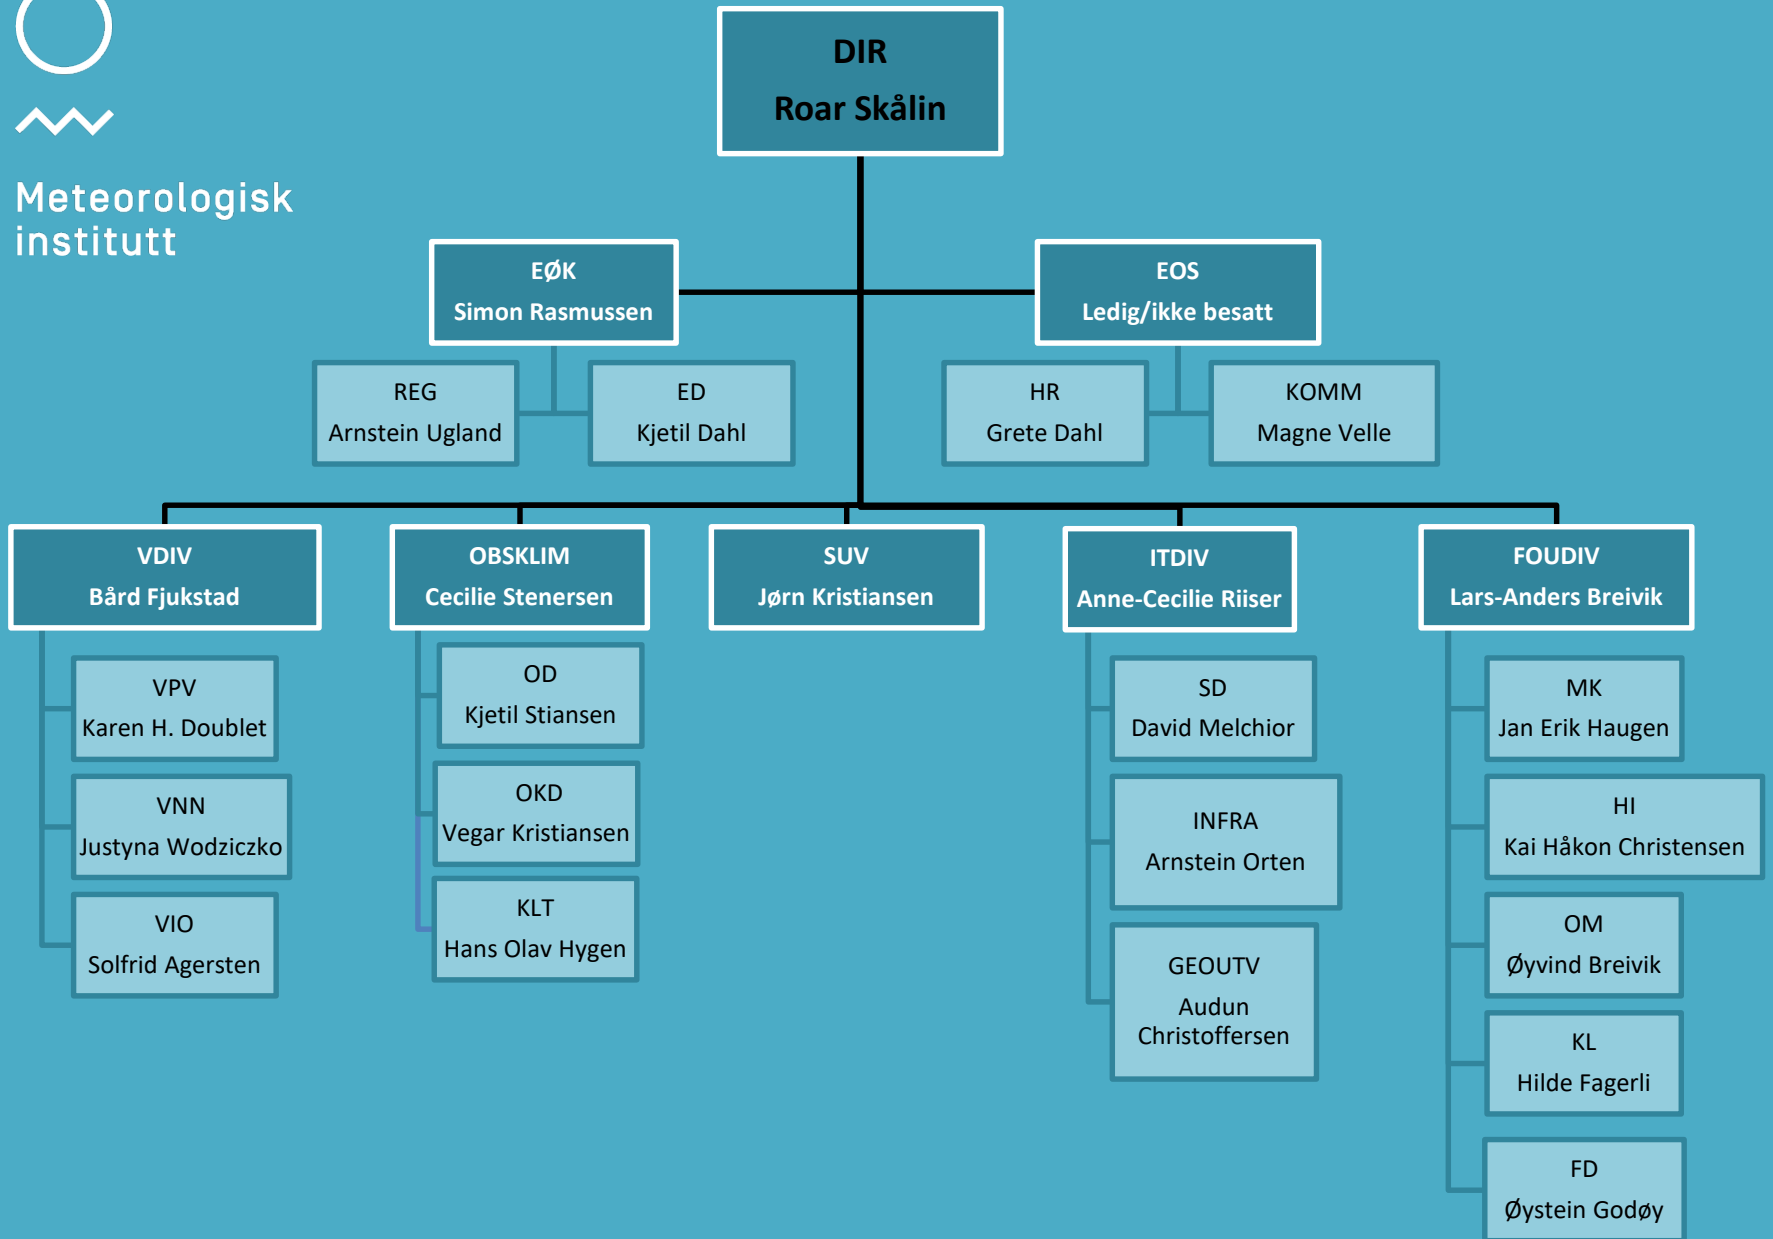 DIR
Roar Skålin
Meteorologisk
institutt
EØK
Simon Rasmussen
EOS
Ledig/ikke besatt
REG
Arnstein Ugland
ED
Kjetil Dahl
HR
Grete Dahl
KOMM
Magne Velle
VDIV
Bård Fjukstad
OBSKLIM
Cecilie Stenersen
SUV
Jørn Kristiansen
ITDIV
Anne-Cecilie Riiser
FOUDIV
Lars-Anders Breivik
VPV
Karen H. Doublet
VNN
Justyna Wodziczko
VIO
Solfrid Agersten
OD
Kjetil Stiansen
OKD
Vegar Kristiansen
KLT
Hans Olav Hygen
SD
David Melchior
INFRA
Arnstein Orten
GEOUTV
Audun
Christoffersen
MK
Jan Erik Haugen
HI
Kai Håkon Christensen
OM
Øyvind Breivik
KL
Hilde Fagerli
FD
Øystein Godøy